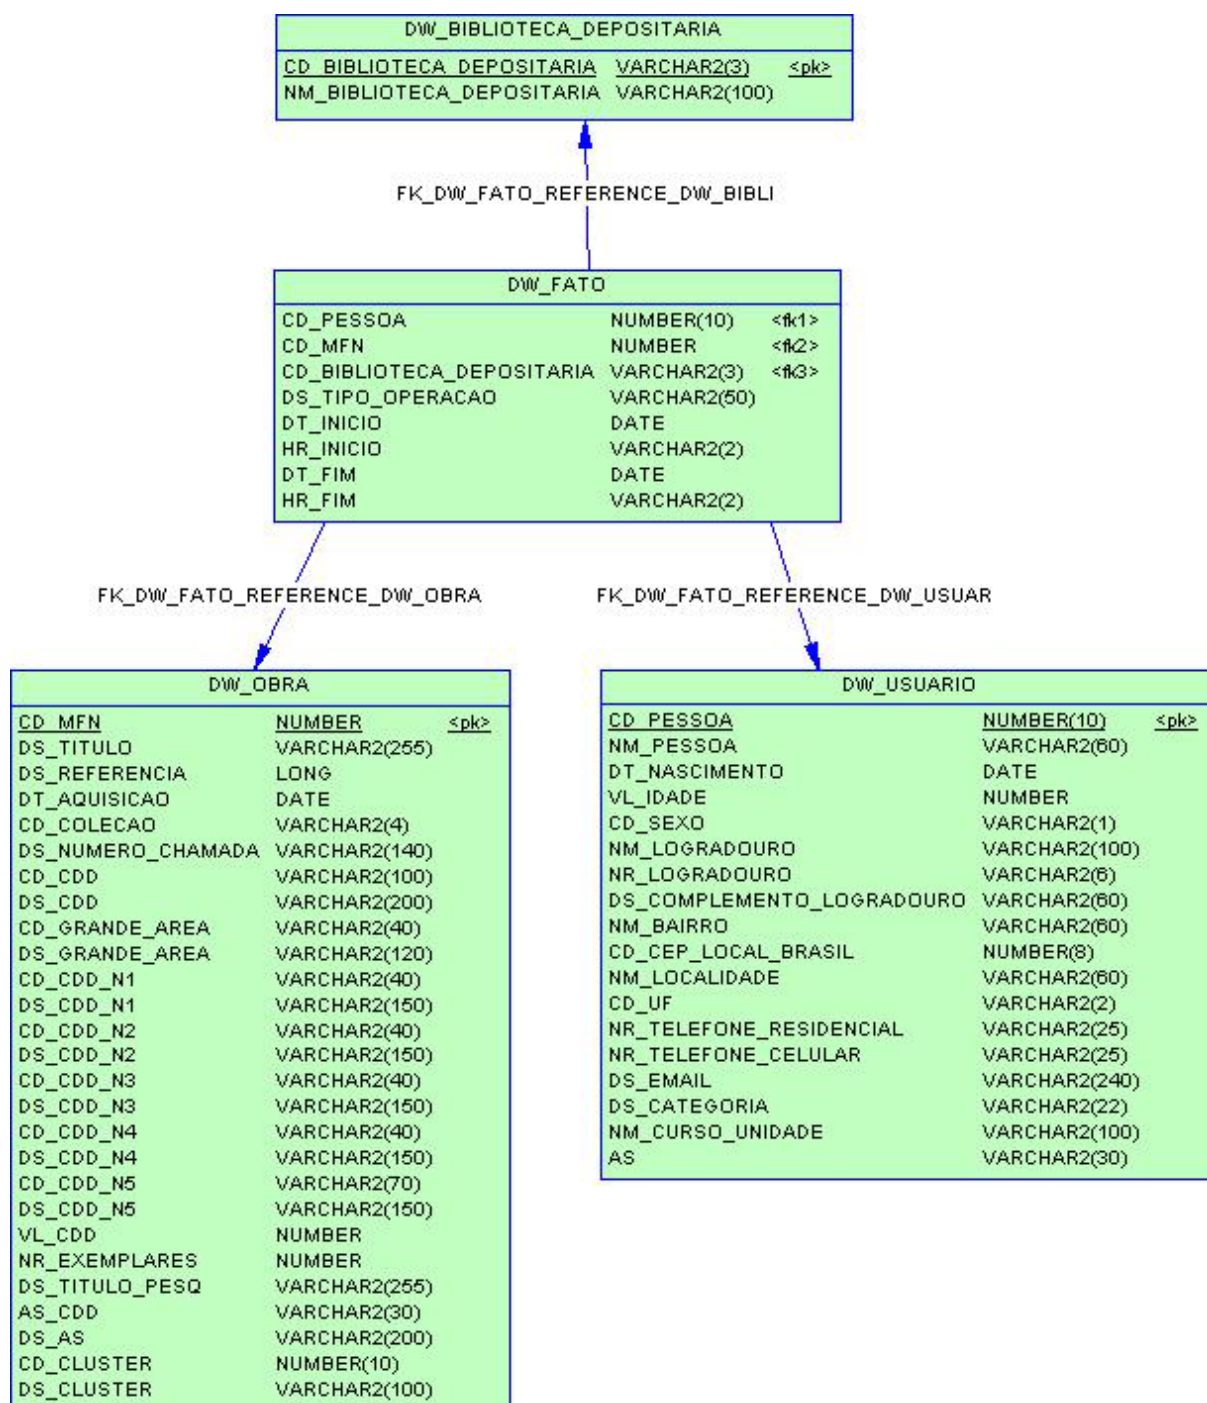 DW_BIBLIOTECA_DEPOSITARIA
CD_BIBLIOTECA_DEPOSITARIA VARCHAR2(3) <pk>
NM_BIBLIOTECA_DEPOSITARIA VARCHAR2(100)
FK_DW_FATO_REFERENCE_DW_BIBLI
DW_FATO
CD_PESSOA NUMBER(10) <fk1>
CD_MFN NUMBER <fk2>
CD_BIBLIOTECA_DEPOSITARIA VARCHAR2(3) <fk3>
DS_TIPO_OPERACAO VARCHAR2(50)
DT_INICIO DATE
HR_INICIO VARCHAR2(2)
DT_FIM DATE
HR_FIM VARCHAR2(2)
FK_DW_FATO_REFERENCE_DW_OBRA
FK_DW_FATO_REFERENCE_DW_USUAR
DW_OBRA
CD_MFN NUMBER <pk>
DS_TITULO VARCHAR2(255)
DS_REFERENCIA LONG
DT_AQUISICAO DATE
CD_COLECAO VARCHAR2(4)
DS_NUMERO_CHAMADA VARCHAR2(140)
CD_CDD VARCHAR2(100)
DS_CDD VARCHAR2(200)
CD_GRANDE_AREA VARCHAR2(40)
DS_GRANDE_AREA VARCHAR2(120)
CD_CDD_N1 VARCHAR2(40)
DS_CDD_N1 VARCHAR2(150)
CD_CDD_N2 VARCHAR2(40)
DS_CDD_N2 VARCHAR2(150)
CD_CDD_N3 VARCHAR2(40)
DS_CDD_N3 VARCHAR2(150)
CD_CDD_N4 VARCHAR2(40)
DS_CDD_N4 VARCHAR2(150)
CD_CDD_N5 VARCHAR2(70)
DS_CDD_N5 VARCHAR2(150)
VL_CDD NUMBER
NR_EXEMPLARES NUMBER
DS_TITULO_PESQ VARCHAR2(255)
AS_CDD VARCHAR2(30)
DS_AS VARCHAR2(200)
CD_CLUSTER NUMBER(10)
DS_CLUSTER VARCHAR2(100)
DW_USUARIO
CD_PESSOA NUMBER(10) <pk>
NM_PESSOA VARCHAR2(60)
DT_NASCIMENTO DATE
VL_IDADE NUMBER
CD_SEXO VARCHAR2(1)
NM_LOGRADOURO VARCHAR2(100)
NR_LOGRADOURO VARCHAR2(6)
DS_COMPLEMENTO_LOGRADOURO VARCHAR2(60)
NM_BAIRRO VARCHAR2(60)
CD_CEP_LOCAL_BRASIL NUMBER(8)
NM_LOCALIDADE VARCHAR2(60)
CD_UF VARCHAR2(2)
NR_TELEFONE_RESIDENCIAL VARCHAR2(25)
NR_TELEFONE_CELULAR VARCHAR2(25)
DS_EMAIL VARCHAR2(240)
DS_CATEGORIA VARCHAR2(22)
NM_CURSO_UNIDADE VARCHAR2(100)
AS VARCHAR2(30)